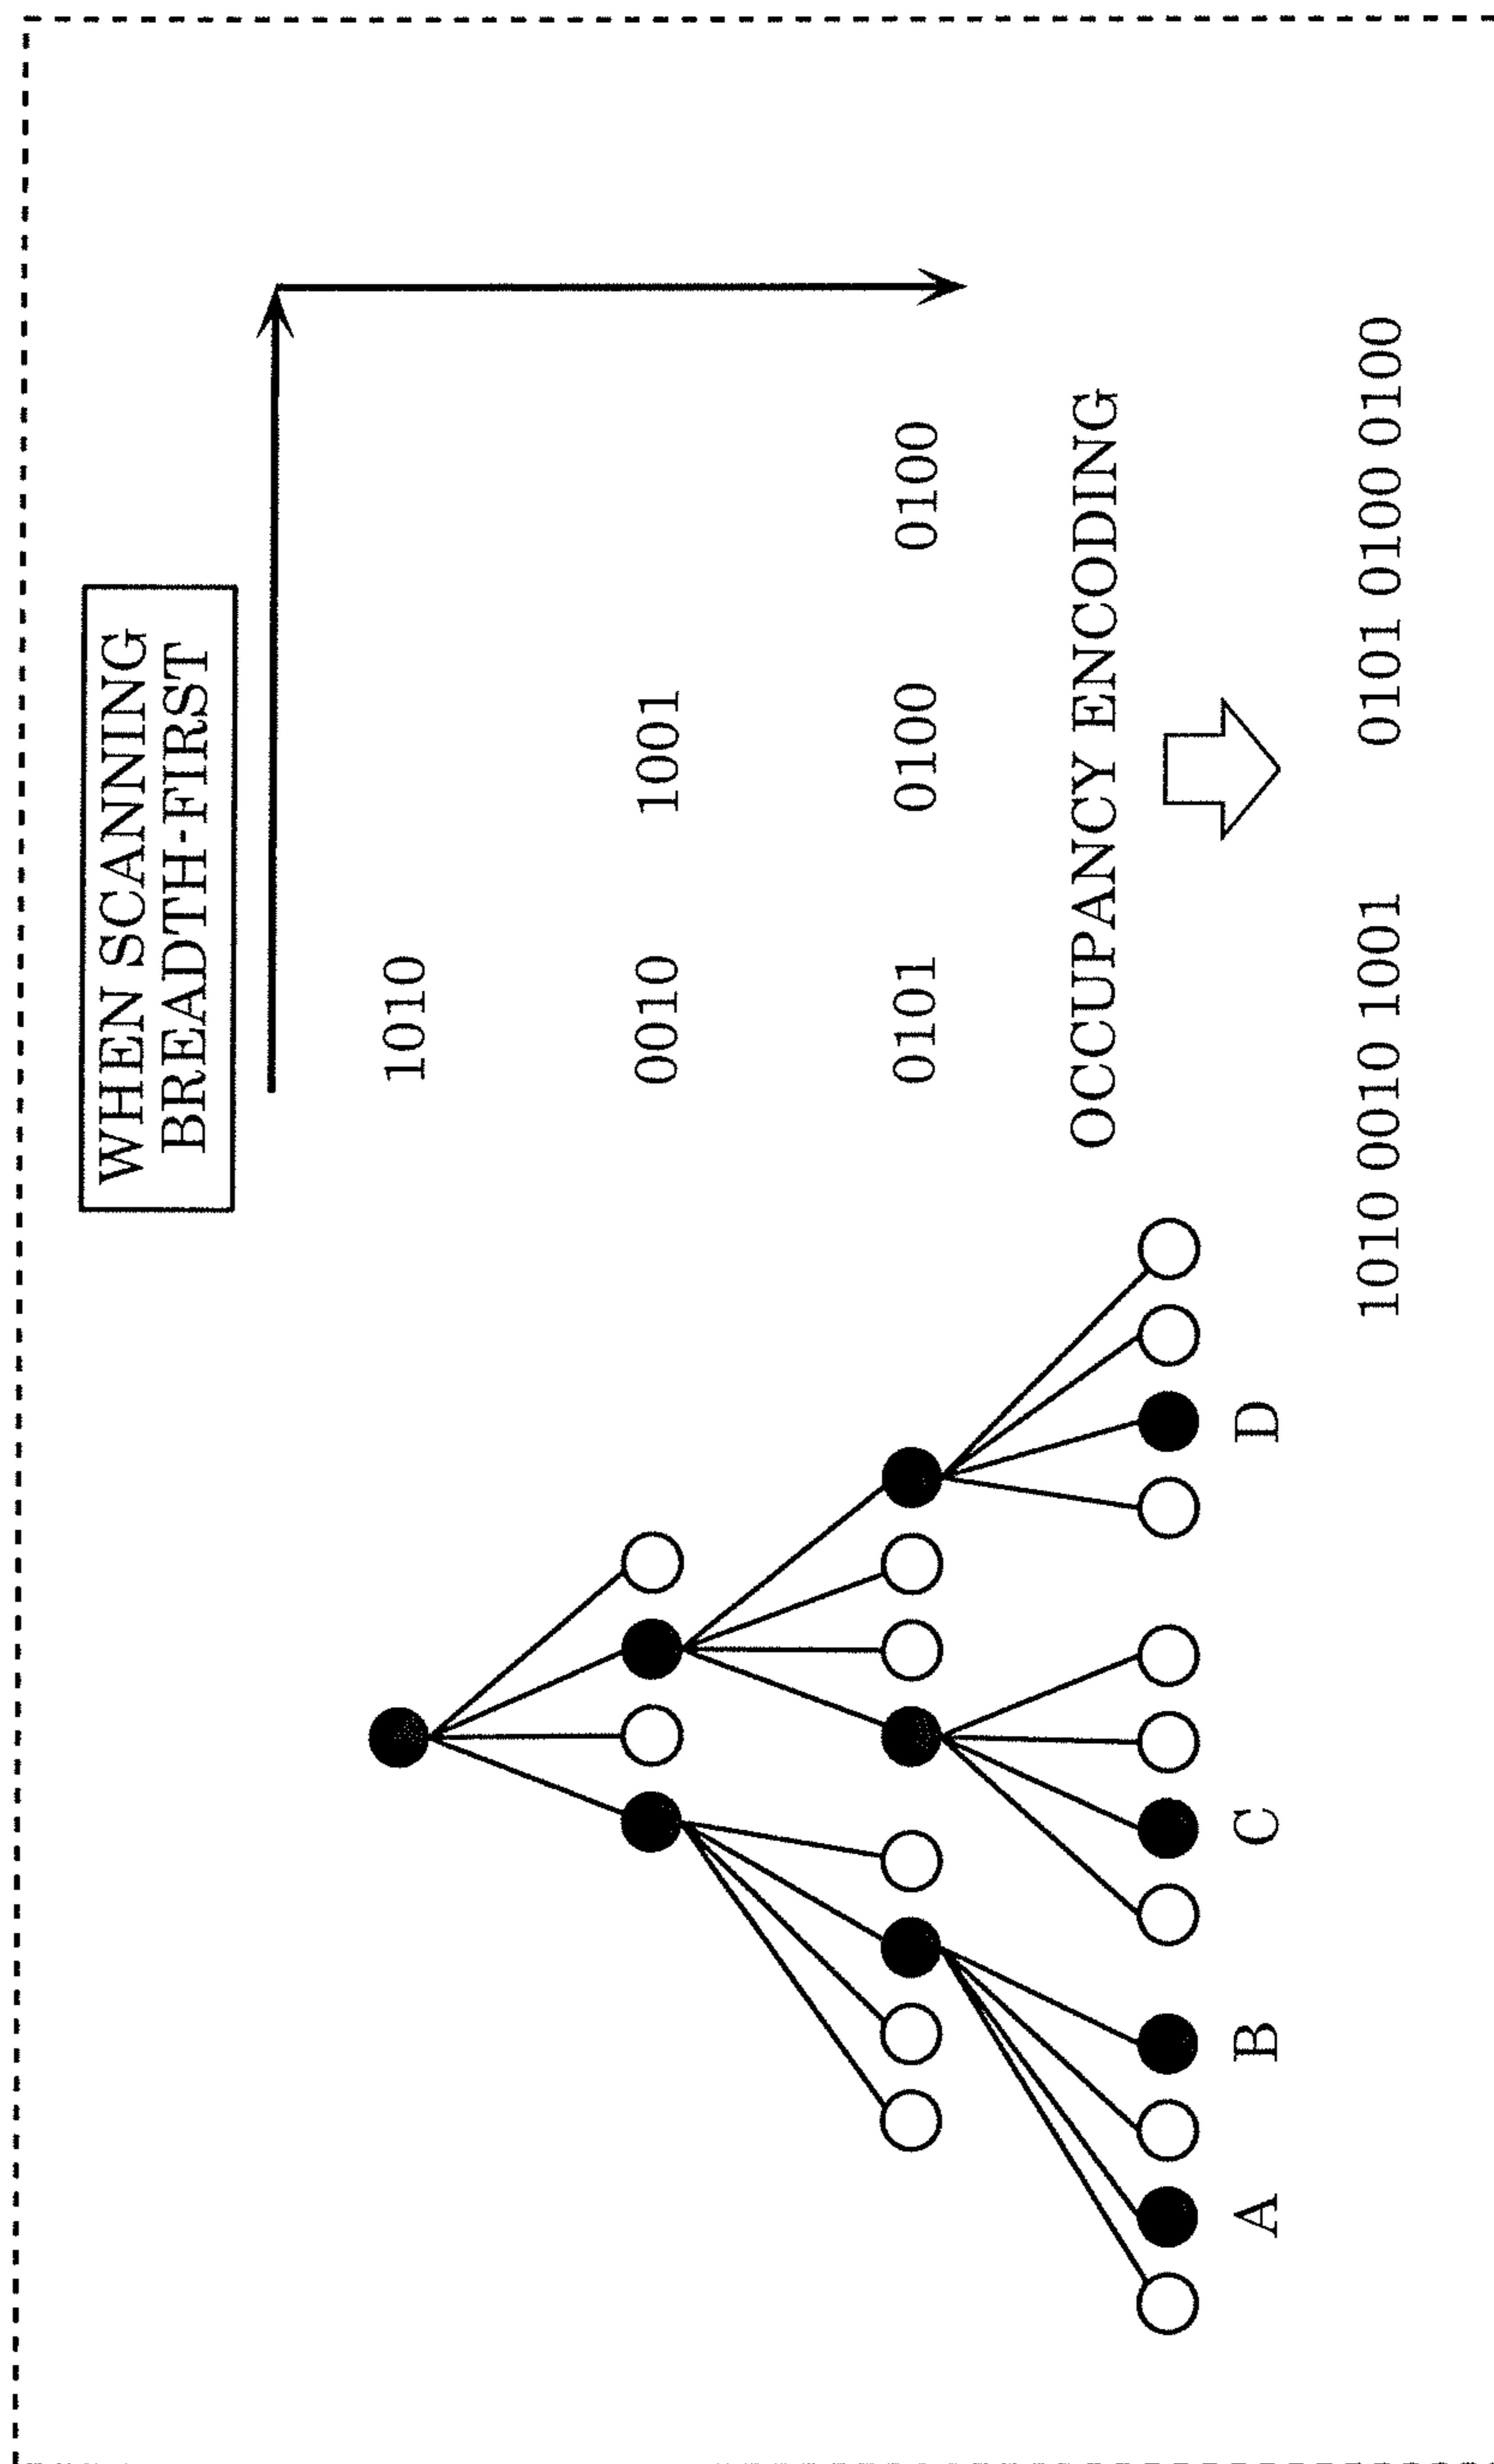 WHEN SCANNING
BREADTH-FIRST
1010
0010 1001
0101 0100 0100
OCCUPANCY ENCODING
A B C D
1010 0010 1001 0101 0100 0100